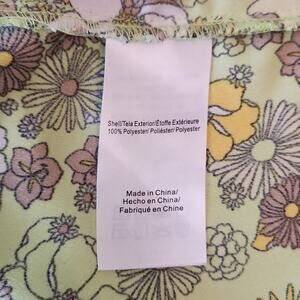 Shell/Tela Exterior/Étoffe Extérieure
100% Polyester/ Poliéster/ Polyester
Made in China/
Hecho en China/
Fabriqué en Chine